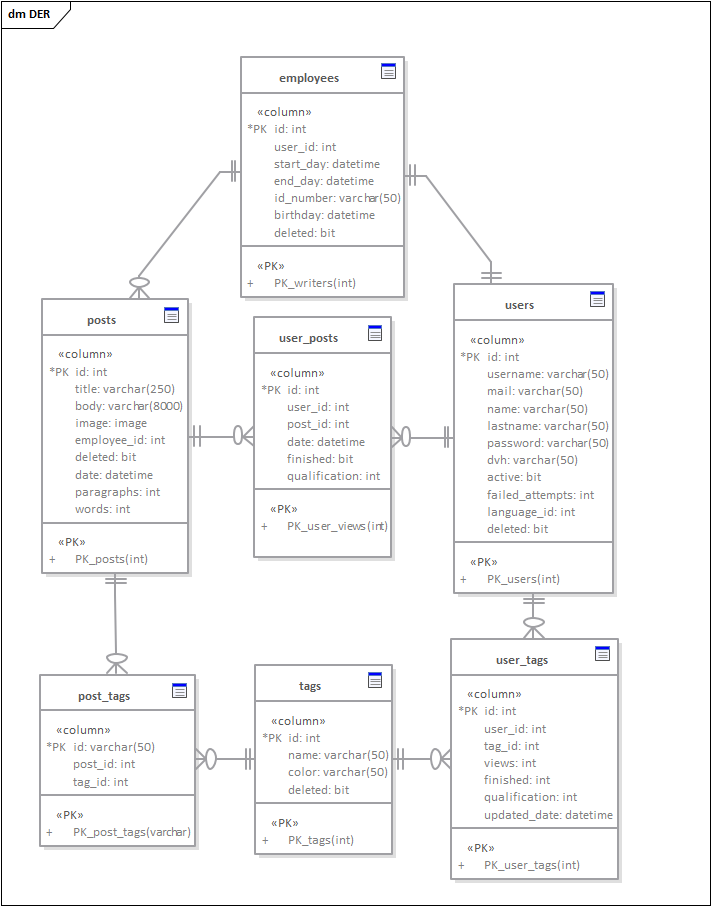 dm DER
employees
«column»
*PK id: int
user_id: int
start_day: datetime
end_day: datetime
id_number: varchar(50)
birthday: datetime
deleted: bit
«PK»
+ PK_writers(int)
posts
«column»
*PK id: int
title: varchar(250)
body: varchar(8000)
image: image
employee_id: int
deleted: bit
date: datetime
paragraphs: int
words: int
«PK»
+ PK_posts(int)
user_posts
«column»
*PK id: int
user_id: int
post_id: int
date: datetime
finished: bit
qualification: int
«PK»
+ PK_user_views(int)
users
«column»
*PK id: int
username: varchar(50)
mail: varchar(50)
name: varchar(50)
lastname: varchar(50)
password: varchar(50)
dvh: varchar(50)
active: bit
failed_attempts: int
language_id: int
deleted: bit
«PK»
+ PK_users(int)
post_tags
«column»
*PK id: varchar(50)
post_id: int
tag_id: int
«PK»
+ PK_post_tags(varchar)
tags
«column»
*PK id: int
name: varchar(50)
color: varchar(50)
deleted: bit
«PK»
+ PK_tags(int)
user_tags
«column»
*PK id: int
user_id: int
tag_id: int
views: int
finished: int
qualification: int
updated_date: datetime
«PK»
+ PK_user_tags(int)